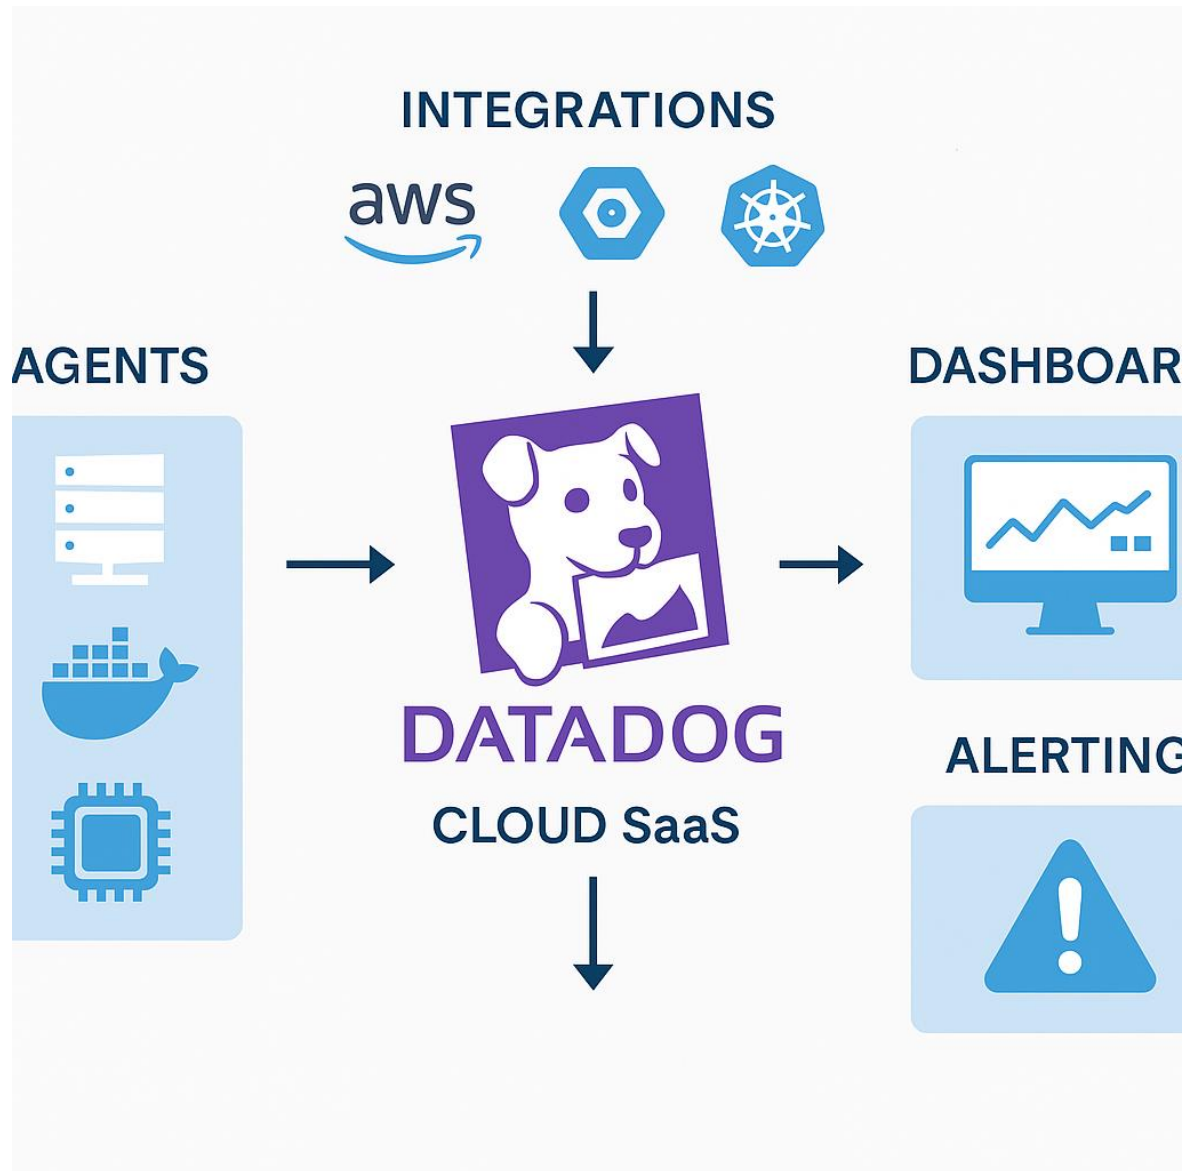 INTEGRATIONS
aws
AGENTS
DASHBOAR
DATADOG
CLOUD SaaS
ALERTING